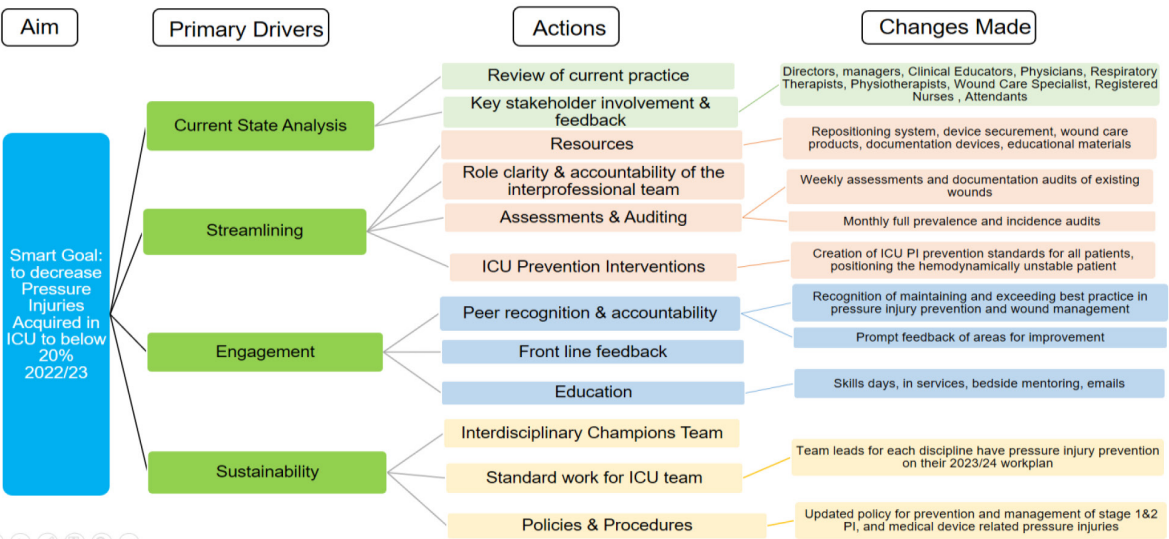 Aim
Primary Drivers
Actions
Changes Made
Smart Goal:
to decrease
Pressure
Injuries
Acquired in
ICU to below
20%
2022/23
Current State Analysis
Streamlining
Engagement
Sustainability
Review of current practice
Key stakeholder involvement &
feedback
Resources
Role clarity & accountability of the
interprofessional team
Assessments & Auditing
ICU Prevention Interventions
Peer recognition & accountability
Front line feedback
Education
Interdisciplinary Champions Team
Standard work for ICU team
Policies & Procedures
Directors, managers, Clinical Educators, Physicians, Respiratory
Therapists, Physiotherapists, Wound Care Specialist, Registered
Nurses , Attendants
Repositioning system, device securement, wound care
products, documentation devices, educational materials
Weekly assessments and documentation audits of existing
wounds
Monthly full prevalence and incidence audits
Creation of ICU PI prevention standards for all patients,
positioning the hemodynamically unstable patient
Recognition of maintaining and exceeding best practice in
pressure injury prevention and wound management
Prompt feedback of areas for improvement
Skills days, in services, bedside mentoring, emails
Team leads for each discipline have pressure injury prevention
on their 2023/24 workplan
Updated policy for prevention and management of stage 1&2
PI, and medical device related pressure injuries